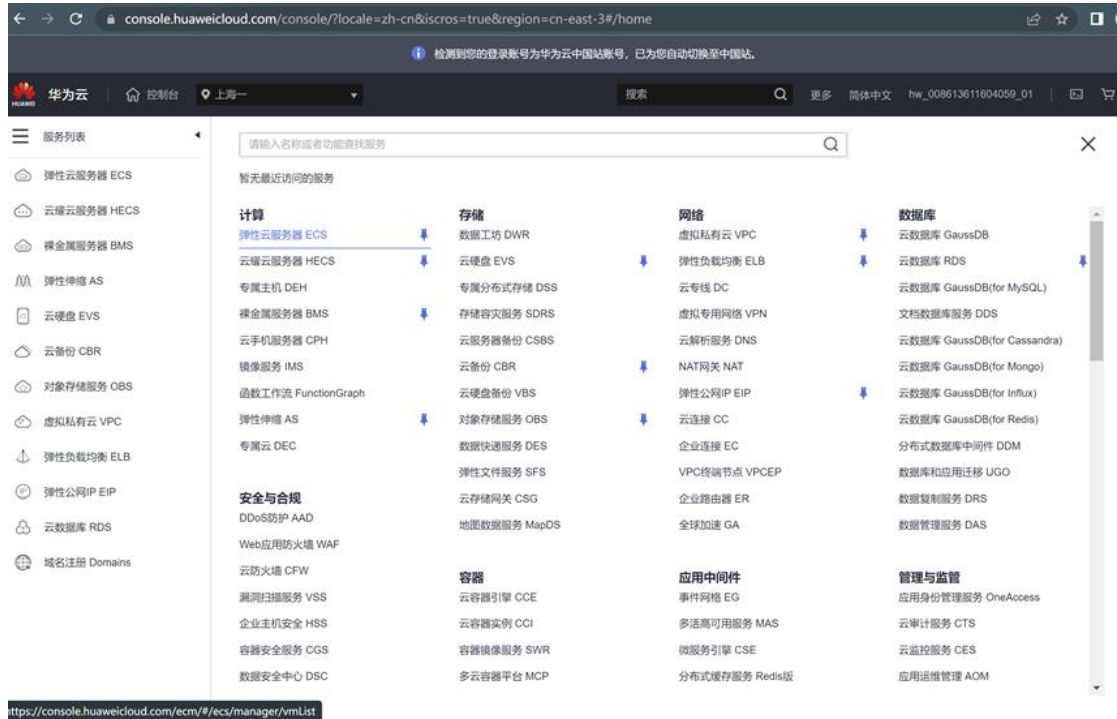 console.huaweicloud.com/console/?locale=zh-cn&iscros=true&region=cn-east-3#/home
检测到您的登录账号为华为云中国站账号，已为您自动切换至中国站。
HUAWEI 华为云 控制台 上海一 搜索 更多 简体中文 hw_008613611604059_01
服务列表
弹性云服务器 ECS
云耀云服务器 HECS
裸金属服务器 BMS
弹性伸缩 AS
云硬盘 EVS
云备份 CBR
对象存储服务 OBS
虚拟私有云 VPC
弹性负载均衡 ELB
弹性公网IP EIP
云数据库 RDS
域名注册 Domains
请输入名称或者功能查找服务
暂无最近访问的服务
计算
弹性云服务器 ECS
云耀云服务器 HECS
专属主机 DEH
裸金属服务器 BMS
云手机服务器 CPH
镜像服务 IMS
函数工作流 FunctionGraph
弹性伸缩 AS
专属云 DEC
安全与合规
DDoS防护 AAD
Web应用防火墙 WAF
云防火墙 CFW
漏洞扫描服务 VSS
企业主机安全 HSS
容器安全服务 CGS
数据安全中心 DSC
存储
数据工坊 DWR
云硬盘 EVS
专属分布式存储 DSS
存储容灾服务 SDRS
云服务器备份 CSBS
云备份 CBR
云硬盘备份 VBS
对象存储服务 OBS
数据快递服务 DES
弹性文件服务 SFS
云存储网关 CSG
地图数据服务 MapDS
容器
云容器引擎 CCE
云容器实例 CCI
容器镜像服务 SWR
多云容器平台 MCP
网络
虚拟私有云 VPC
弹性负载均衡 ELB
云专线 DC
虚拟专用网络 VPN
云解析服务 DNS
NAT网关 NAT
弹性公网IP EIP
云连接 CC
企业连接 EC
VPC终端节点 VPCEP
企业路由器 ER
全球加速 GA
应用中间件
事件网格 EG
多活高可用服务 MAS
微服务引擎 CSE
分布式缓存服务 Redis版
数据库
云数据库 GaussDB
云数据库 RDS
云数据库 GaussDB(for MySQL)
文档数据库服务 DDS
云数据库 GaussDB(for Cassandra)
云数据库 GaussDB(for Mongo)
云数据库 GaussDB(for Influx)
云数据库 GaussDB(for Redis)
分布式数据库中间件 DDM
数据库和应用迁移 UGO
数据复制服务 DRS
数据管理服务 DAS
管理与监管
应用身份管理服务 OneAccess
云审计服务 CTS
云监控服务 CES
应用运维管理 AOM
https://console.huaweicloud.com/ecm/#/ecs/manager/vmList